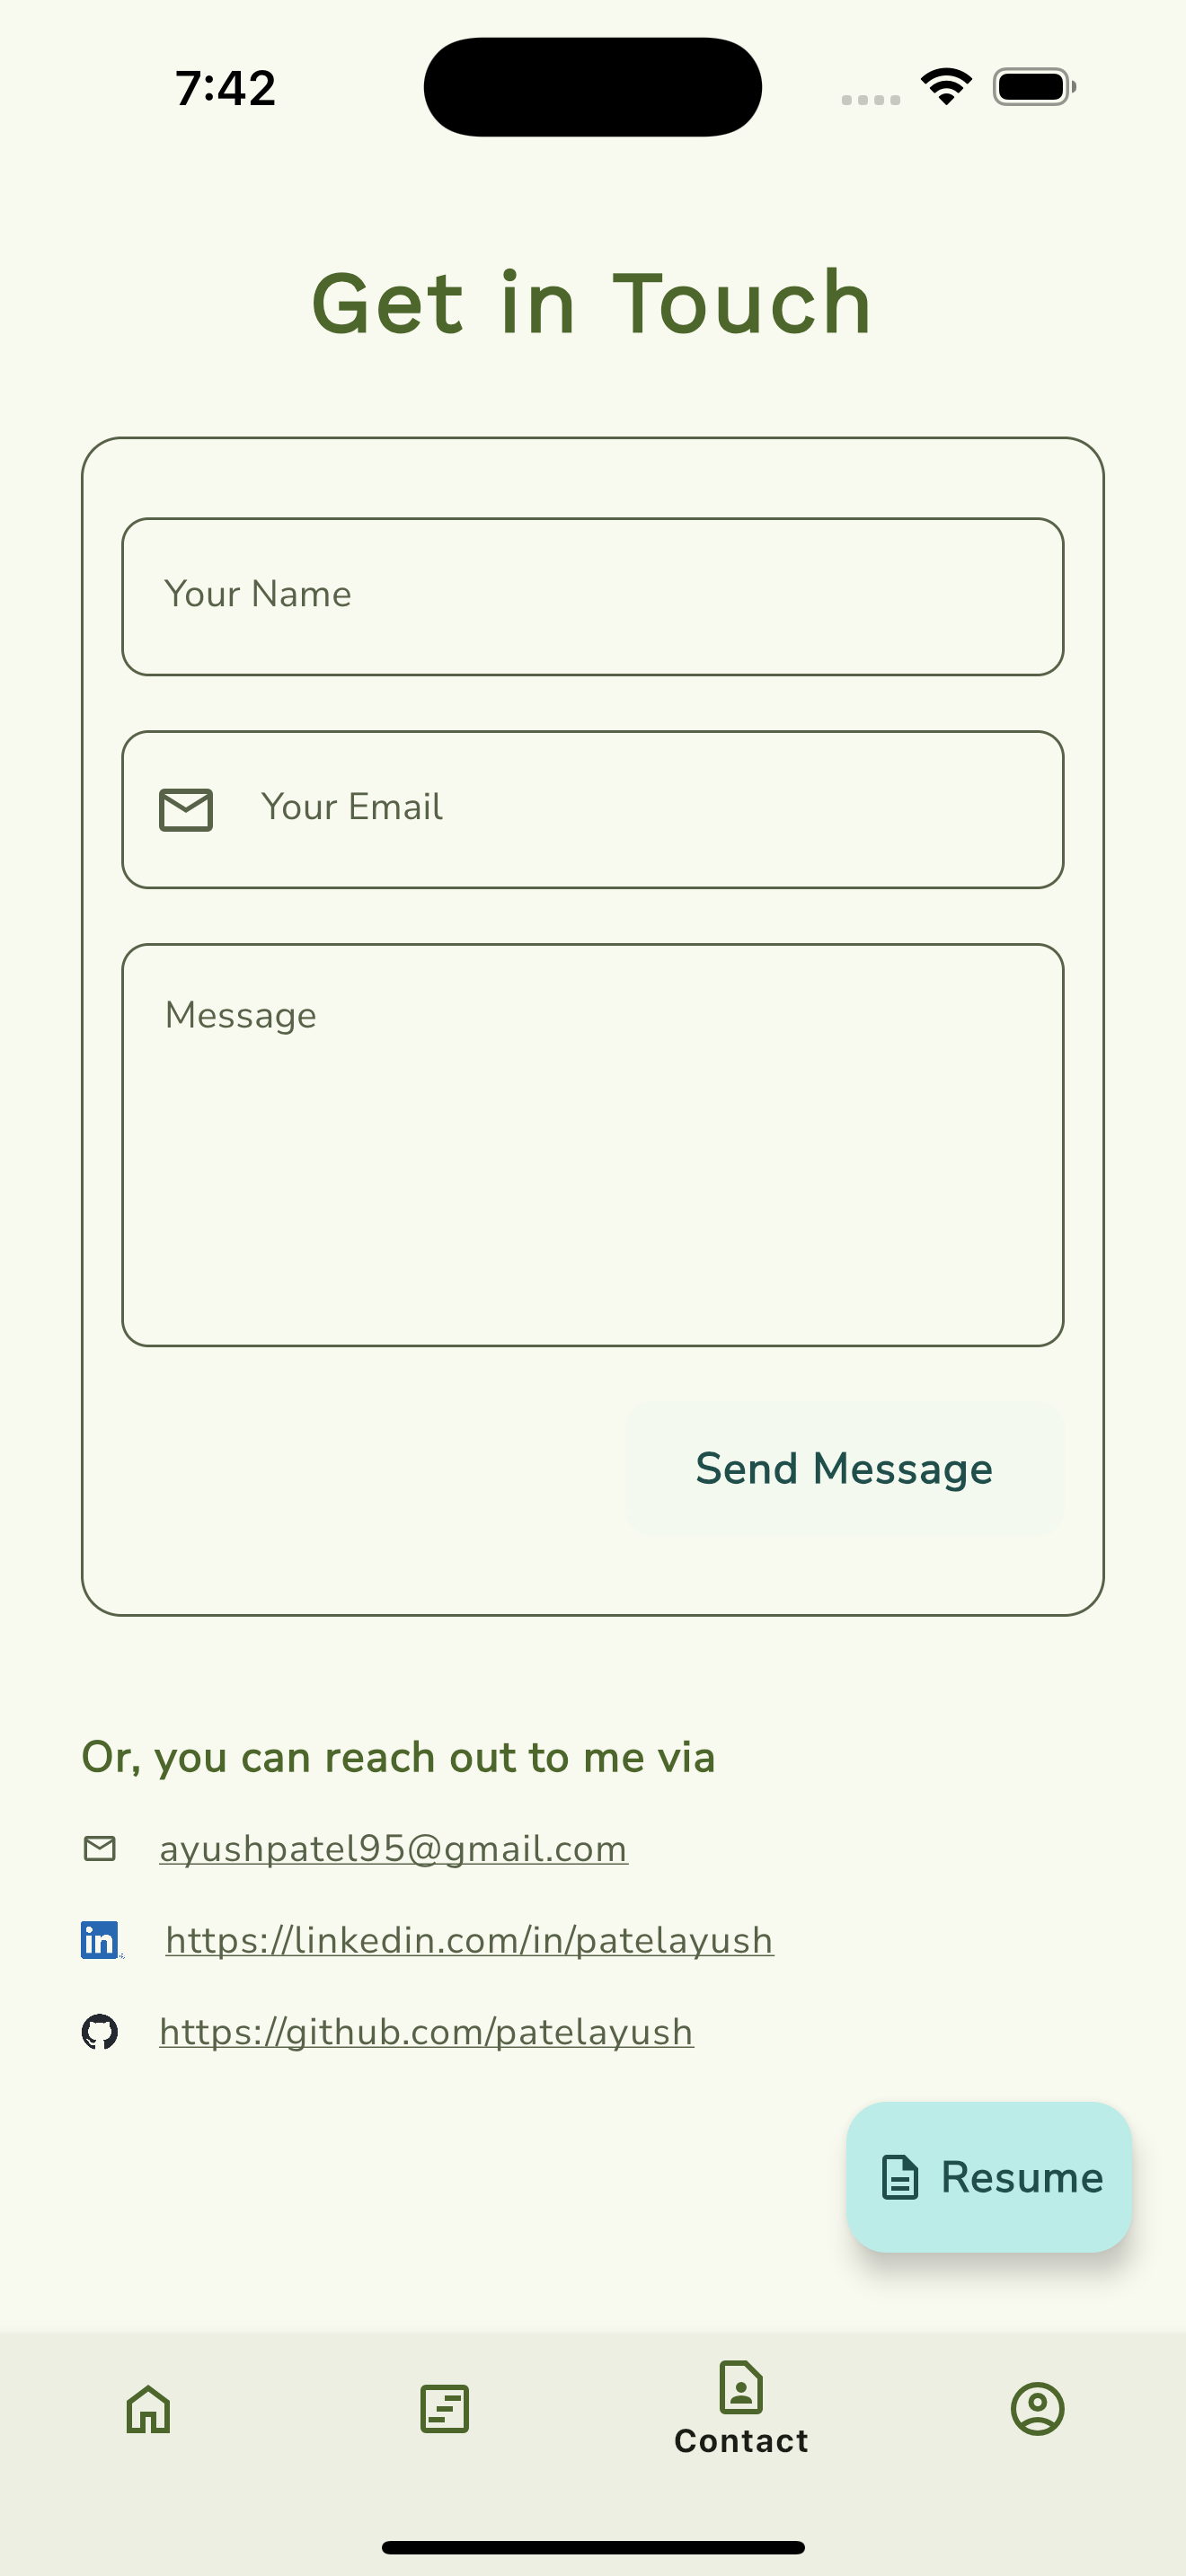 7:42
Get in Touch
Your Name
Your Email
Message
Send Message
Or, you can reach out to me via
ayushpatel95@gmail.com
https://linkedin.com/in/patelayush
https://github.com/patelayush
Resume
Contact